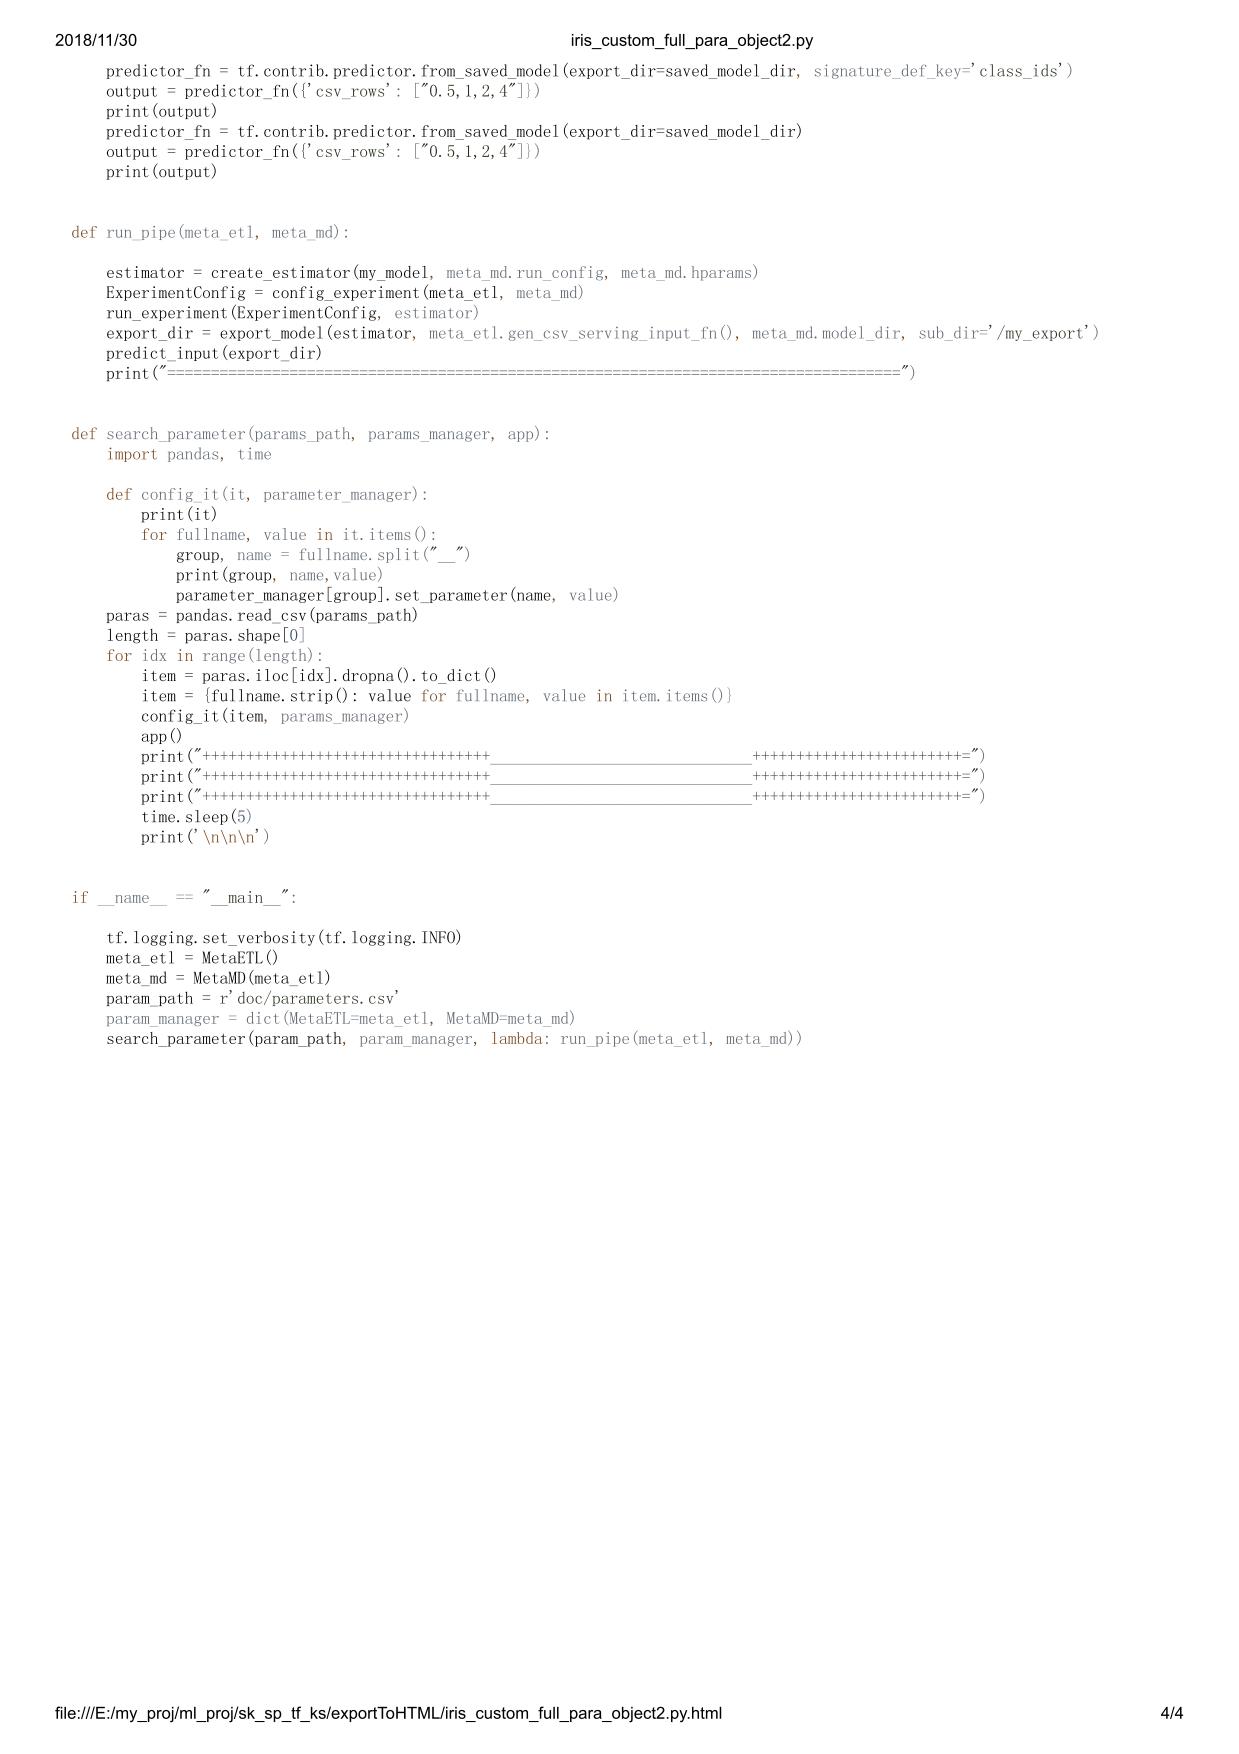 2018/11/30 iris_custom_full_para_object2.py
    predictor_fn = tf.contrib.predictor.from_saved_model(export_dir=saved_model_dir, signature_def_key='class_ids')
    output = predictor_fn({'csv_rows': ["0.5,1,2,4"]})
    print(output)
    predictor_fn = tf.contrib.predictor.from_saved_model(export_dir=saved_model_dir)
    output = predictor_fn({'csv_rows': ["0.5,1,2,4"]})
    print(output)
def run_pipe(meta_etl, meta_md):
    estimator = create_estimator(my_model, meta_md.run_config, meta_md.hparams)
    ExperimentConfig = config_experiment(meta_etl, meta_md)
    run_experiment(ExperimentConfig, estimator)
    export_dir = export_model(estimator, meta_etl.gen_csv_serving_input_fn(), meta_md.model_dir, sub_dir='/my_export')
    predict_input(export_dir)
    print("====================================================================================")
def search_parameter(params_path, params_manager, app):
    import pandas, time
    def config_it(it, parameter_manager):
        print(it)
        for fullname, value in it.items():
            group, name = fullname.split("__")
            print(group, name,value)
            parameter_manager[group].set_parameter(name, value)
    paras = pandas.read_csv(params_path)
    length = paras.shape[0]
    for idx in range(length):
        item = paras.iloc[idx].dropna().to_dict()
        item = {fullname.strip(): value for fullname, value in item.items()}
        config_it(item, params_manager)
        app()
        print("+++++++++++++++++++++++++++++++++______________________________++++++++++++++++++++++++=")
        print("+++++++++++++++++++++++++++++++++______________________________++++++++++++++++++++++++=")
        print("+++++++++++++++++++++++++++++++++______________________________++++++++++++++++++++++++=")
        time.sleep(5)
        print('\n\n\n')
if __name__ == "__main__":
    tf.logging.set_verbosity(tf.logging.INFO)
    meta_etl = MetaETL()
    meta_md = MetaMD(meta_etl)
    param_path = r'doc/parameters.csv'
    param_manager = dict(MetaETL=meta_etl, MetaMD=meta_md)
    search_parameter(param_path, param_manager, lambda: run_pipe(meta_etl, meta_md))
file:///E:/my_proj/ml_proj/sk_sp_tf_ks/exportToHTML/iris_custom_full_para_object2.py.html 4/4